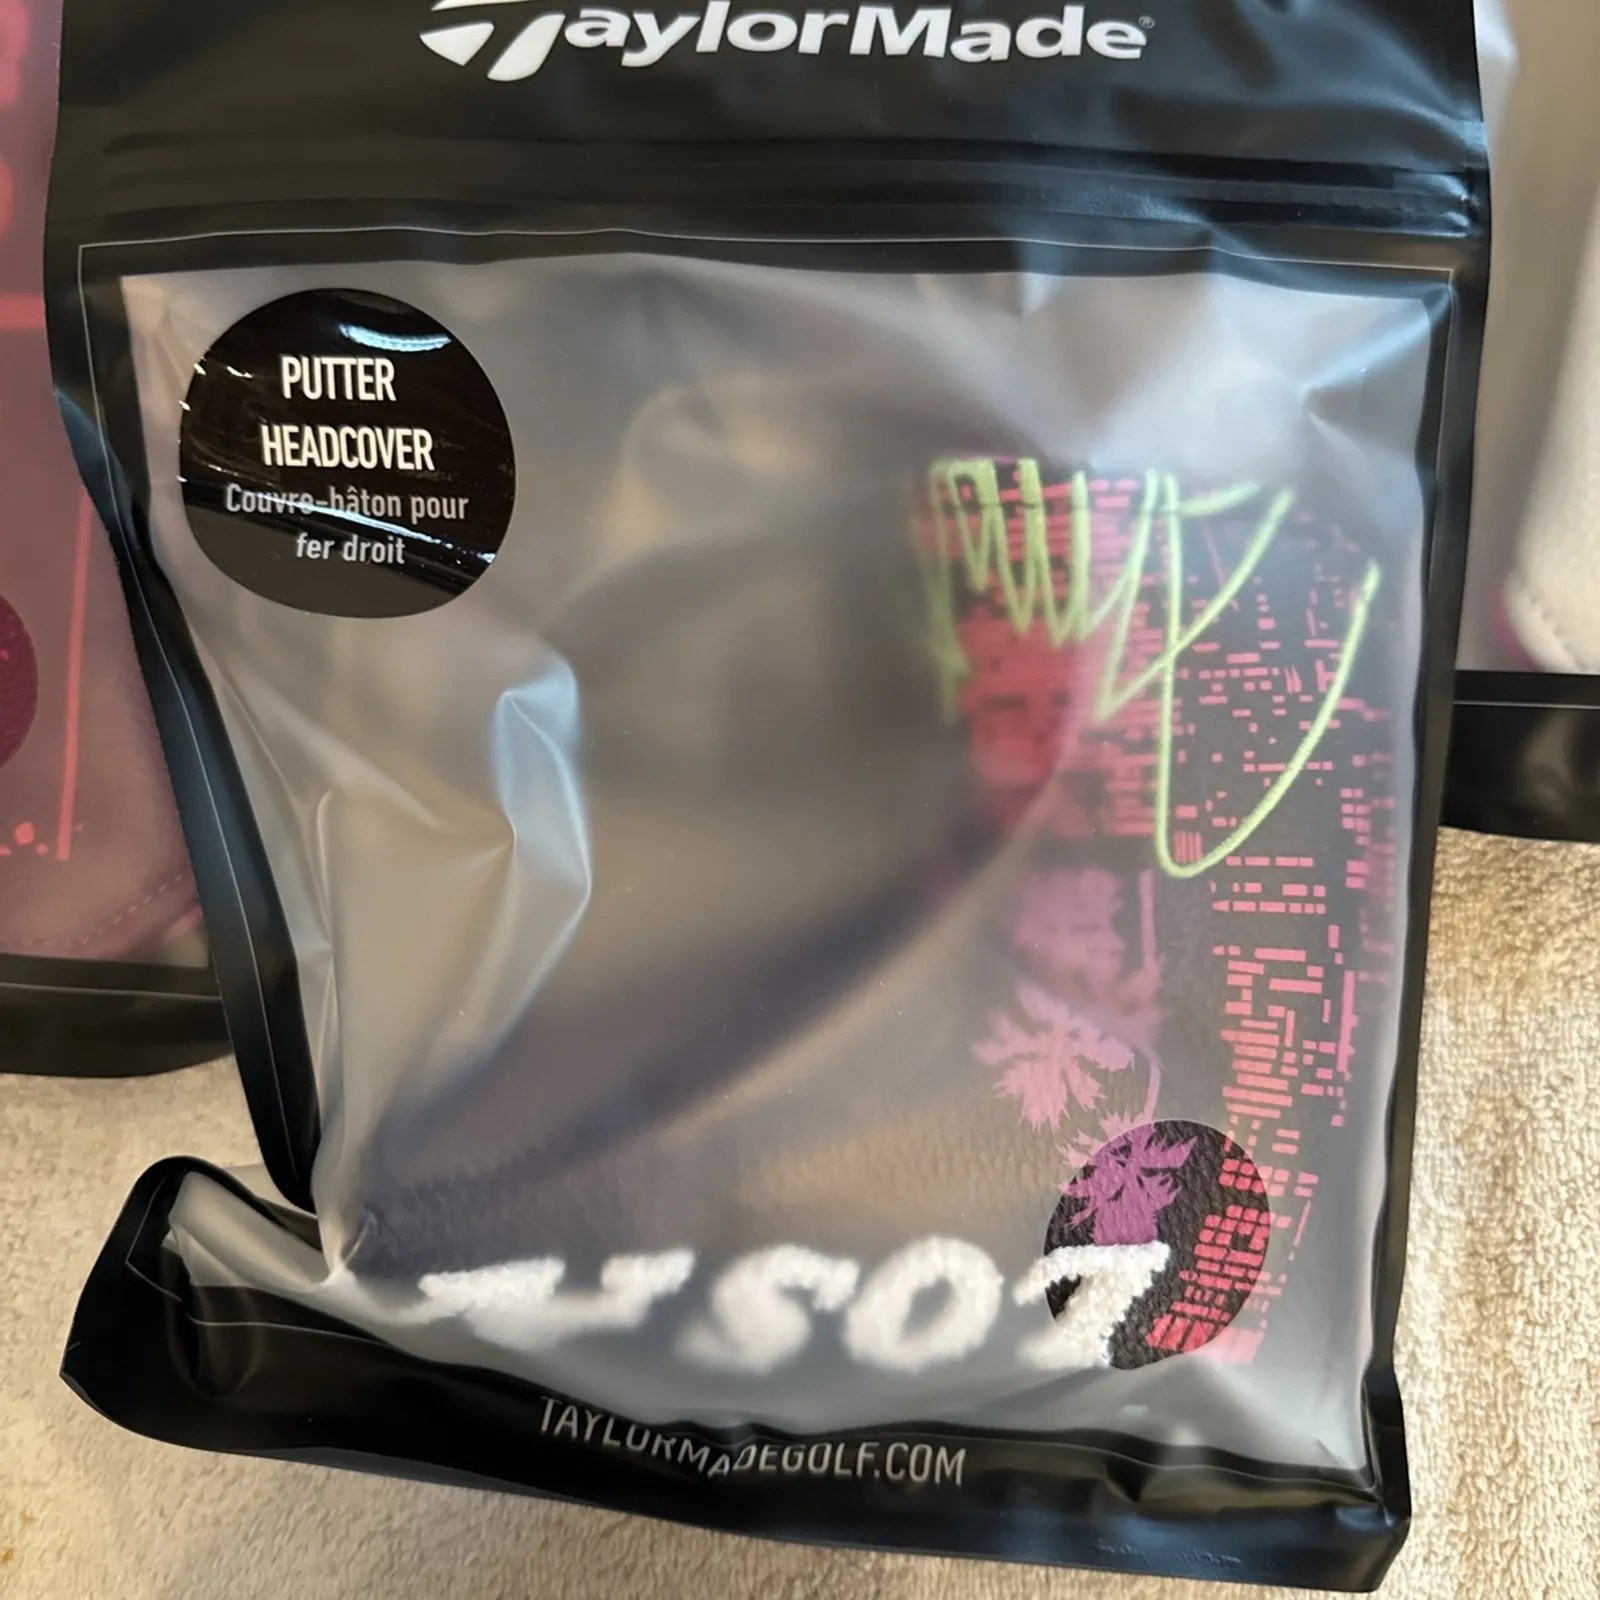 TaylorMade®
PUTTER
HEADCOVER
Couvre-bâton pour
fer droit
TAYLORMADEGOLF.COM